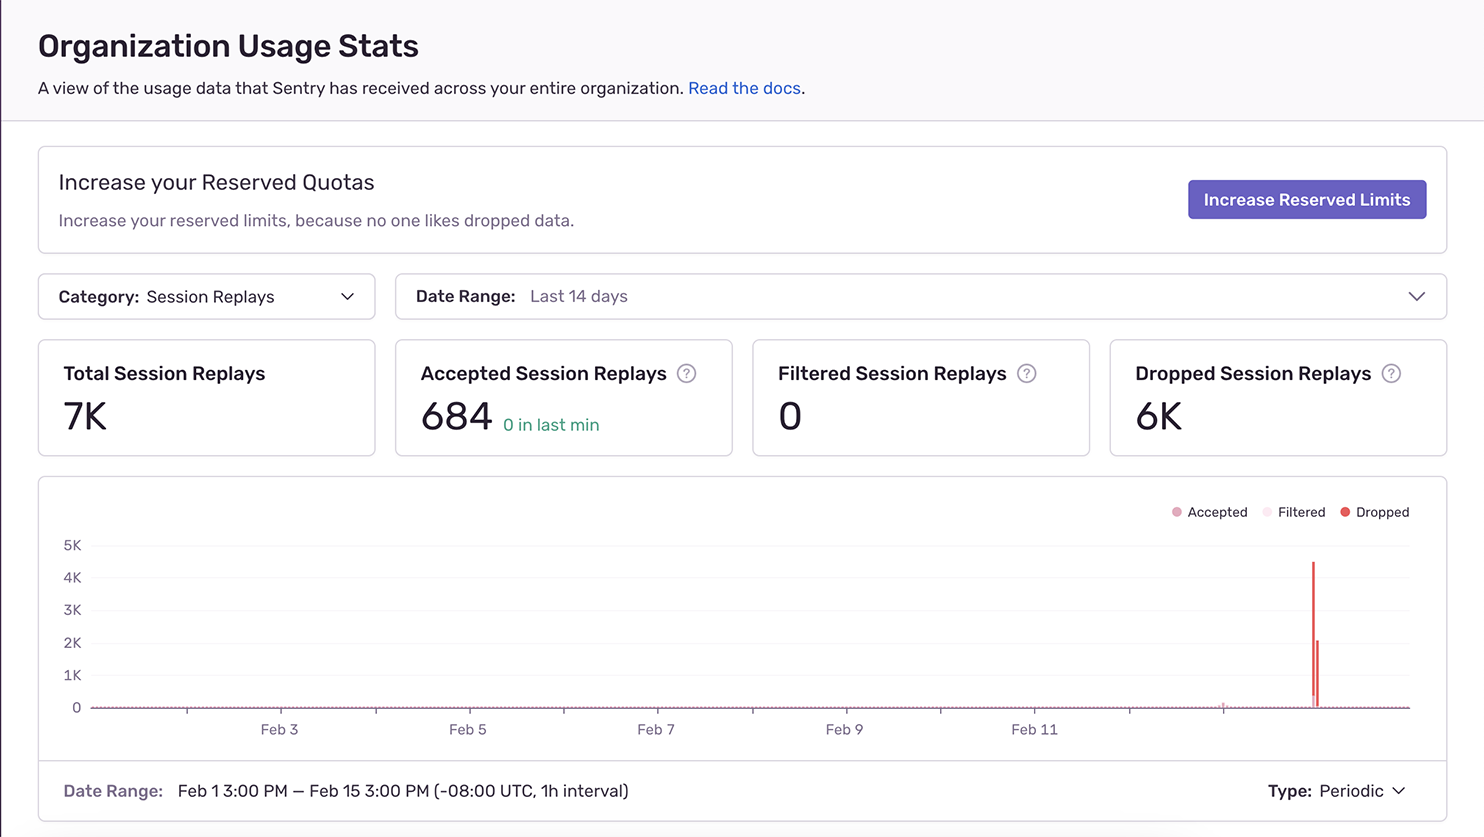 Organization Usage Stats
A view of the usage data that Sentry has received across your entire organization. Read the docs.
Increase your Reserved Quotas
Increase your reserved limits, because no one likes dropped data.
Increase Reserved Limits
Category: Session Replays
Date Range: Last 14 days
Total Session Replays
7K
Accepted Session Replays ?
684 0 in last min
Filtered Session Replays ?
0
Dropped Session Replays ?
6K
Accepted Filtered Dropped
5K
4K
3K
2K
1K
0
Feb 3 Feb 5 Feb 7 Feb 9 Feb 11
Date Range: Feb 1 3:00 PM — Feb 15 3:00 PM (-08:00 UTC, 1h interval)
Type: Periodic